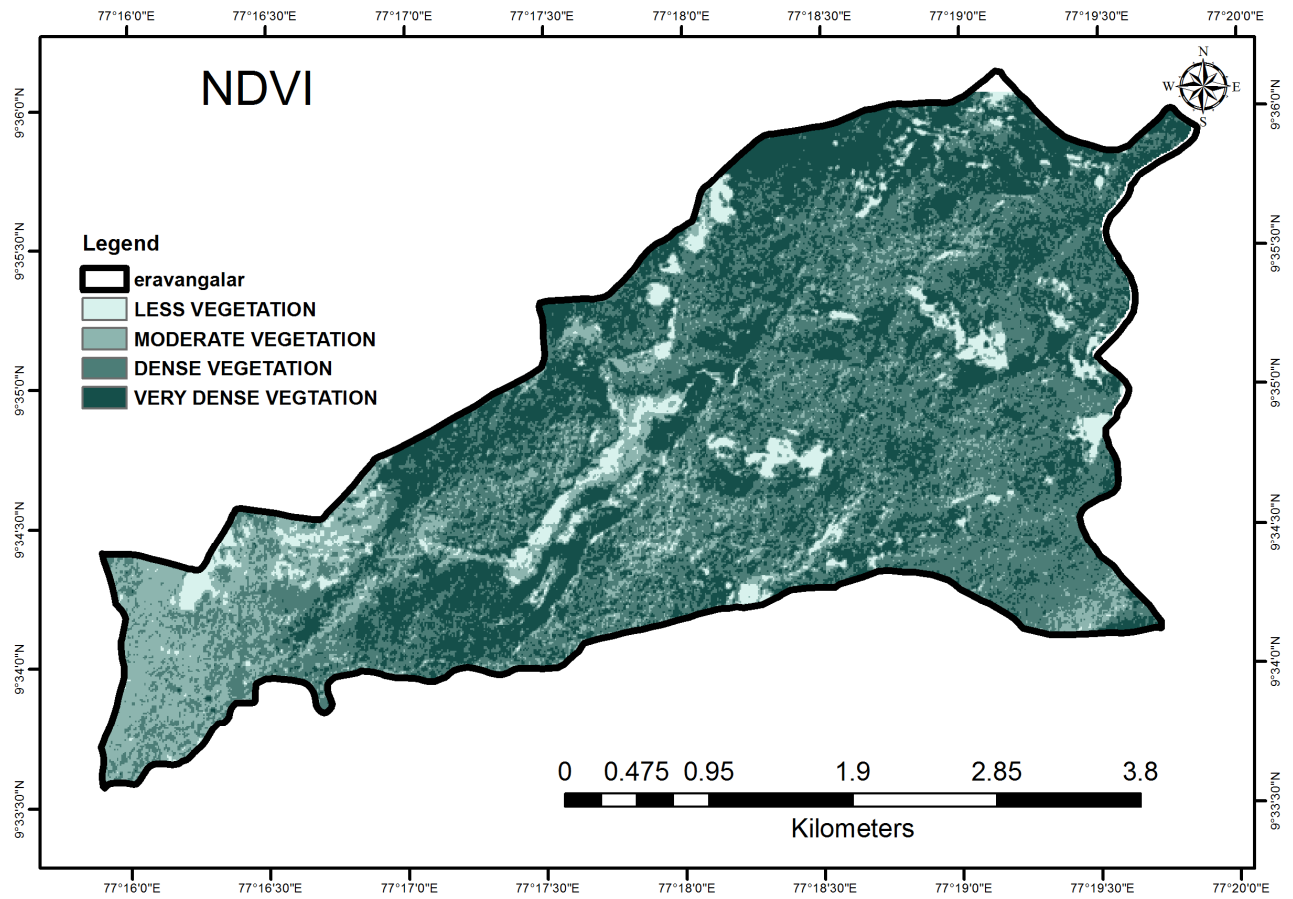 77°16'0"E 77°16'30"E 77°17'0"E 77°17'30"E 77°18'0"E 77°18'30"E 77°19'0"E 77°19'30"E 77°20'0"E
NDVI
N
W E
S
9°36'0"N 9°36'0"N
9°35'30"N 9°35'30"N
Legend
eravangalar
LESS VEGETATION
MODERATE VEGETATION
DENSE VEGETATION
VERY DENSE VEGTATION
9°35'0"N 9°35'0"N
9°34'30"N 9°34'30"N
9°34'0"N 9°34'0"N
0 0.475 0.95 1.9 2.85 3.8
Kilometers
9°33'30"N 9°33'30"N
77°16'0"E 77°16'30"E 77°17'0"E 77°17'30"E 77°18'0"E 77°18'30"E 77°19'0"E 77°19'30"E 77°20'0"E